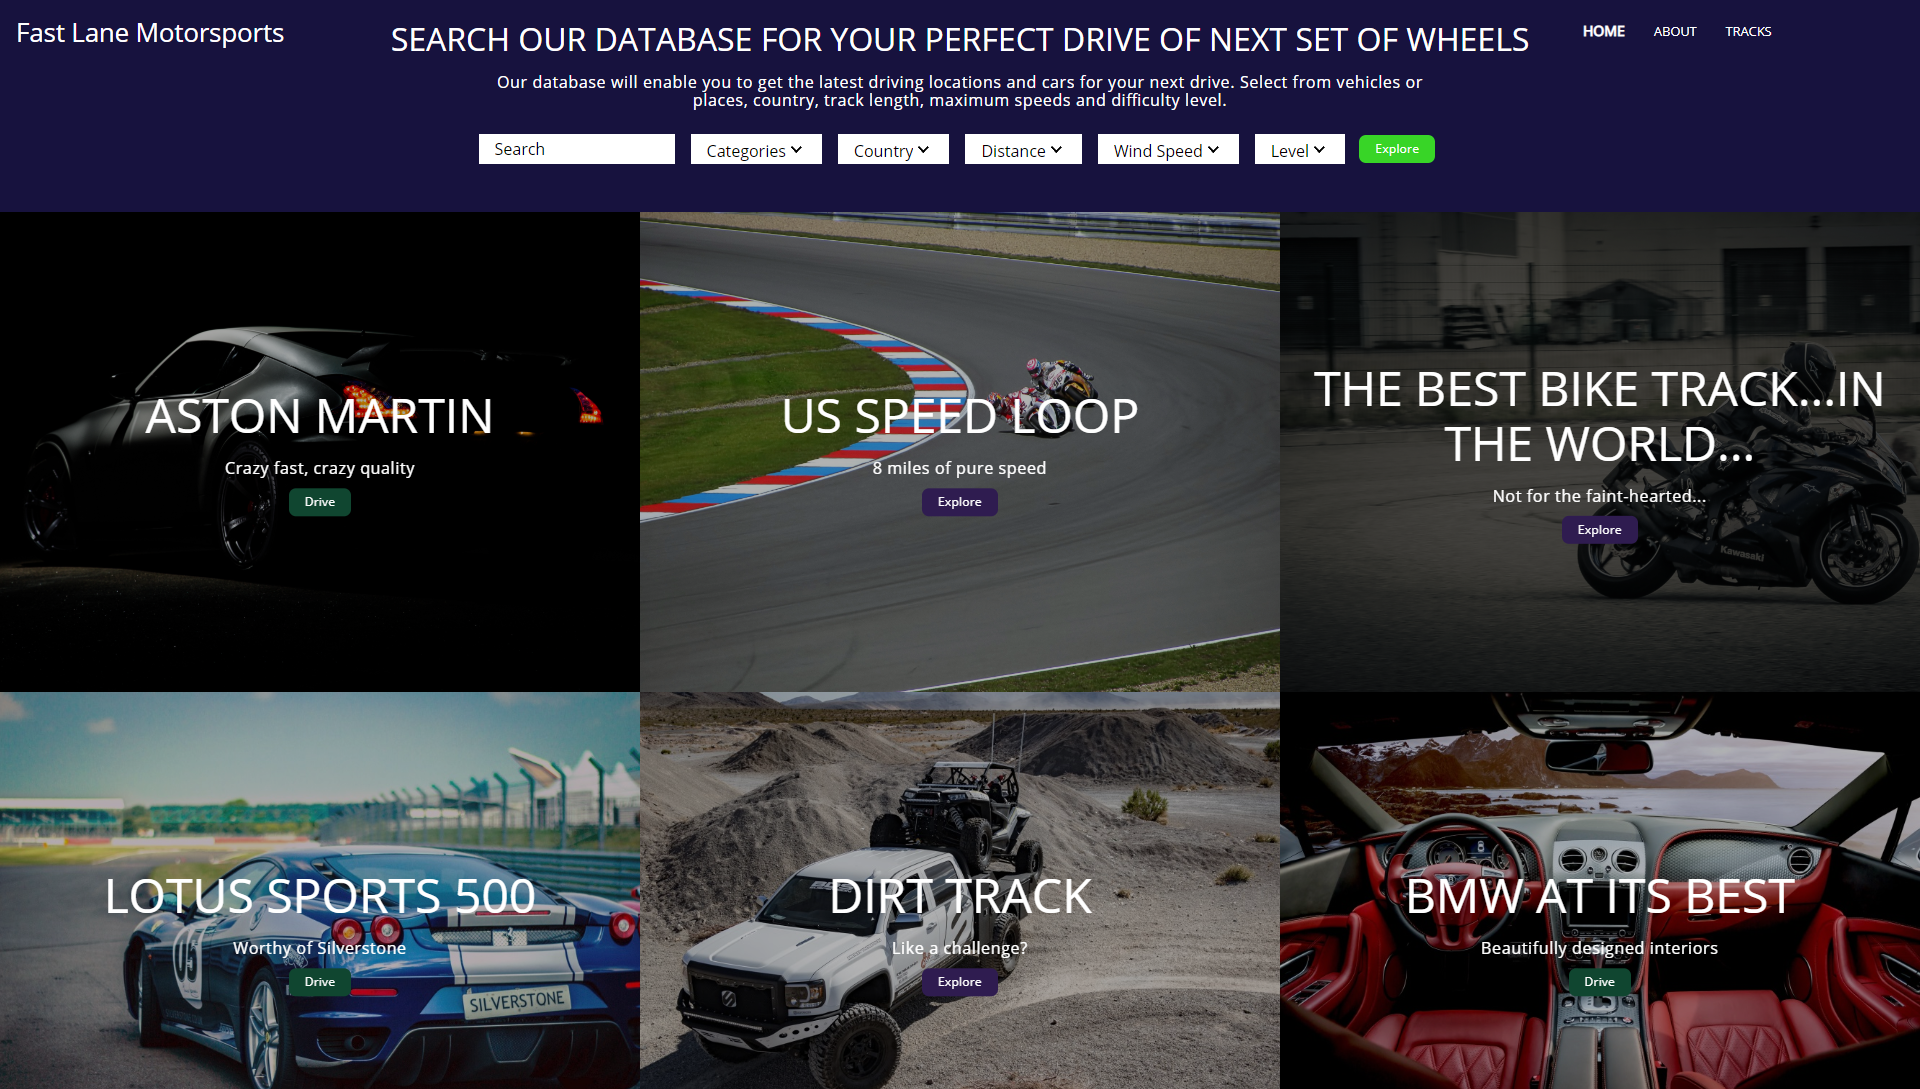 Fast Lane Motorsports
HOME
ABOUT
TRACKS
SEARCH OUR DATABASE FOR YOUR PERFECT DRIVE OF NEXT SET OF WHEELS
Our database will enable you to get the latest driving locations and cars for your next drive. Select from vehicles or
places, country, track length, maximum speeds and difficulty level.
Search
Categories
Country
Distance
Wind Speed
Level
Explore
ASTON MARTIN
Crazy fast, crazy quality
Drive
US SPEED LOOP
8 miles of pure speed
Explore
THE BEST BIKE TRACK...IN
THE WORLD...
Not for the faint-hearted...
Explore
Kawasaki
LOTUS SPORTS 500
Worthy of Silverstone
Drive
SILVERSTONE
DIRT TRACK
Like a challenge?
Explore
BMW AT ITS BEST
Beautifully designed interiors
Drive